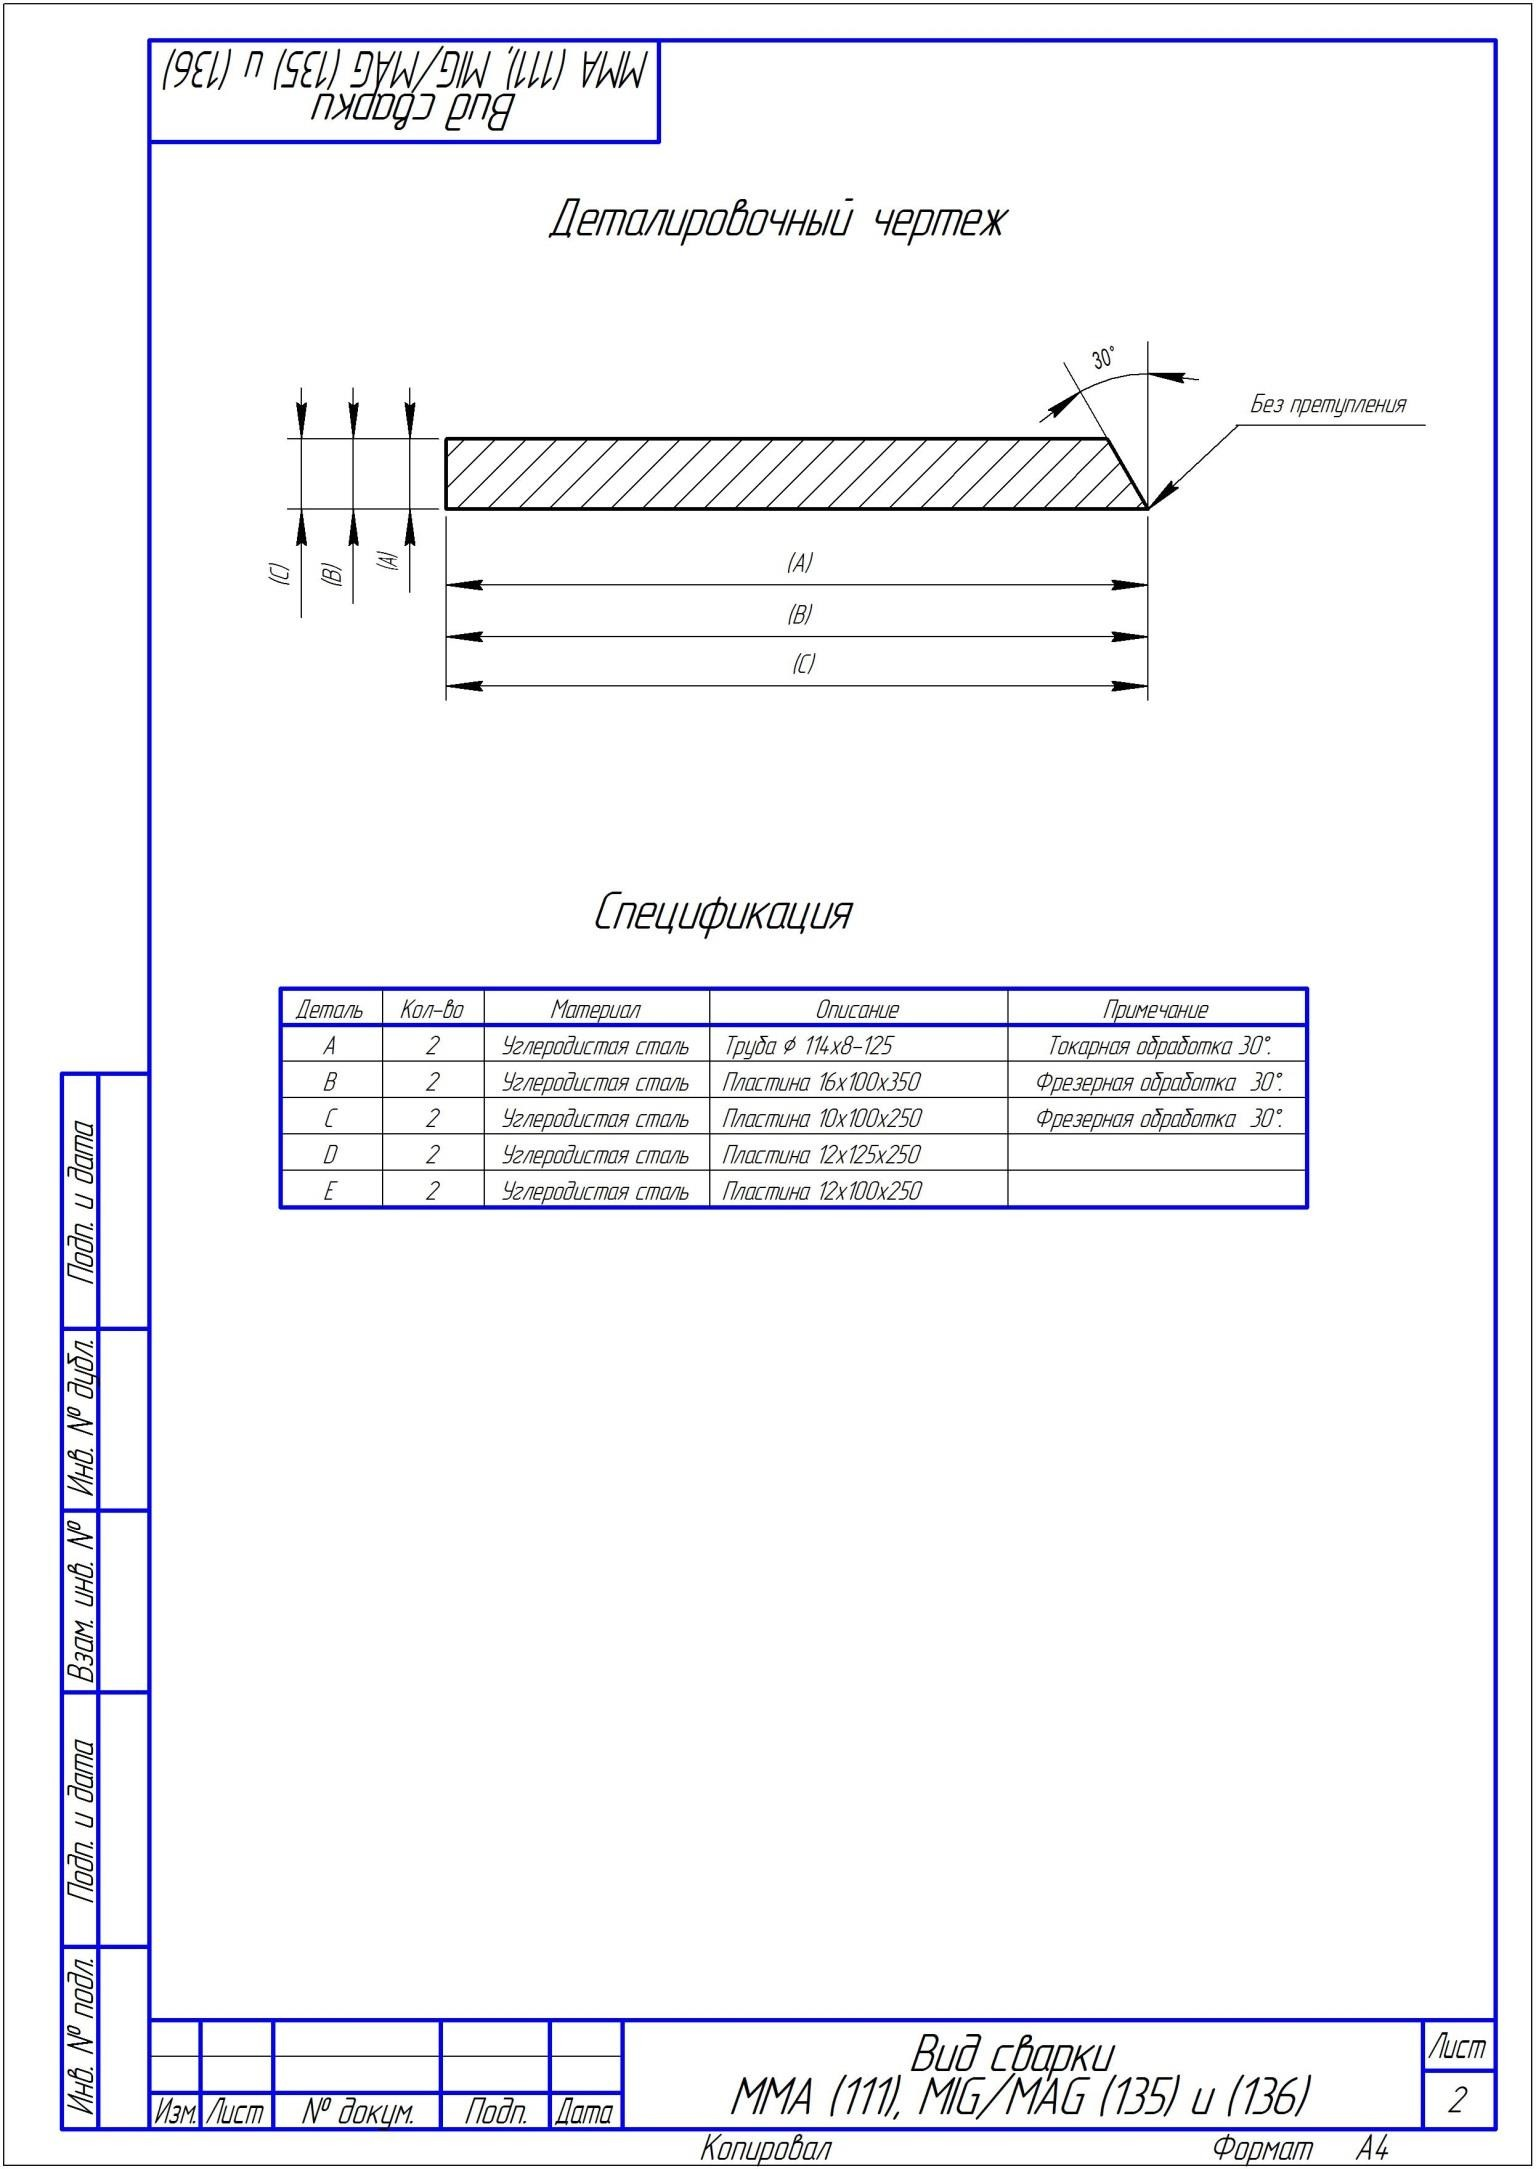 Вид сварки
ММА (111), MIG/MAG (135) и (136)
Деталировочный чертеж
30°
Без претупления
(C)
(B)
(A)
(A)
(B)
(C)
Спецификация
Деталь Кол-во Материал Описание Примечание
A 2 Углеродистая сталь Труба ϕ 114х8-125 Токарная обработка 30°.
B 2 Углеродистая сталь Пластина 16х100х350 Фрезерная обработка 30°.
C 2 Углеродистая сталь Пластина 10х100х250 Фрезерная обработка 30°.
D 2 Углеродистая сталь Пластина 12х125х250
E 2 Углеродистая сталь Пластина 12х100х250
Подп. и дата
Инв. № дубл.
Взам. инв. №
Подп. и дата
Инв. № подл.
Изм. Лист № докум. Подп. Дата
Вид сварки
ММА (111), MIG/MAG (135) и (136)
Лист
2
Копировал
Формат А4